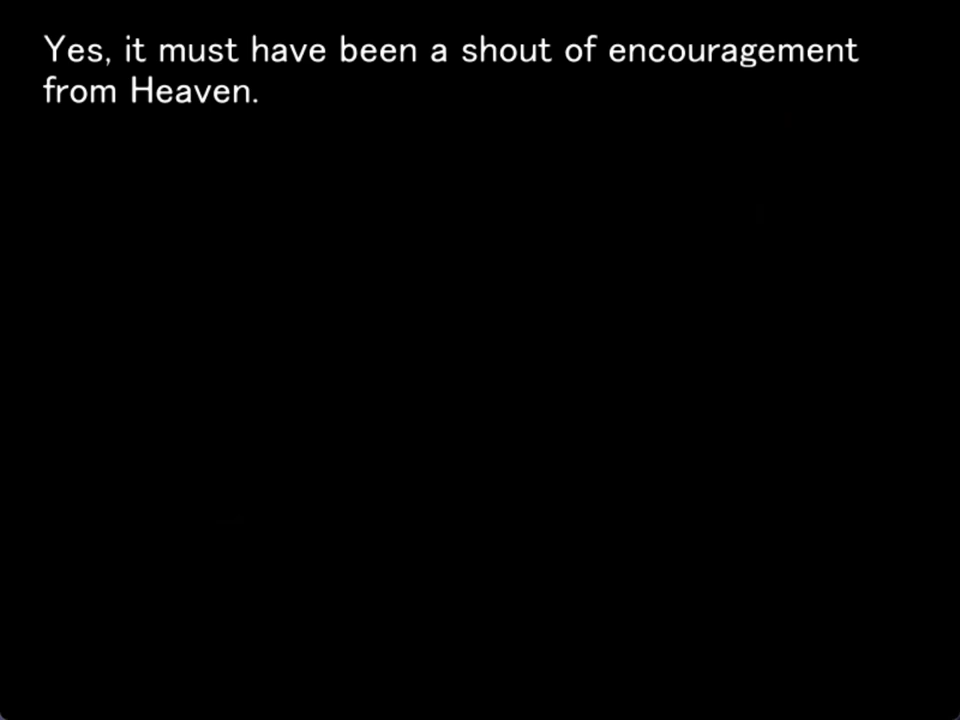 Yes, it must have been a shout of encouragement
from Heaven.